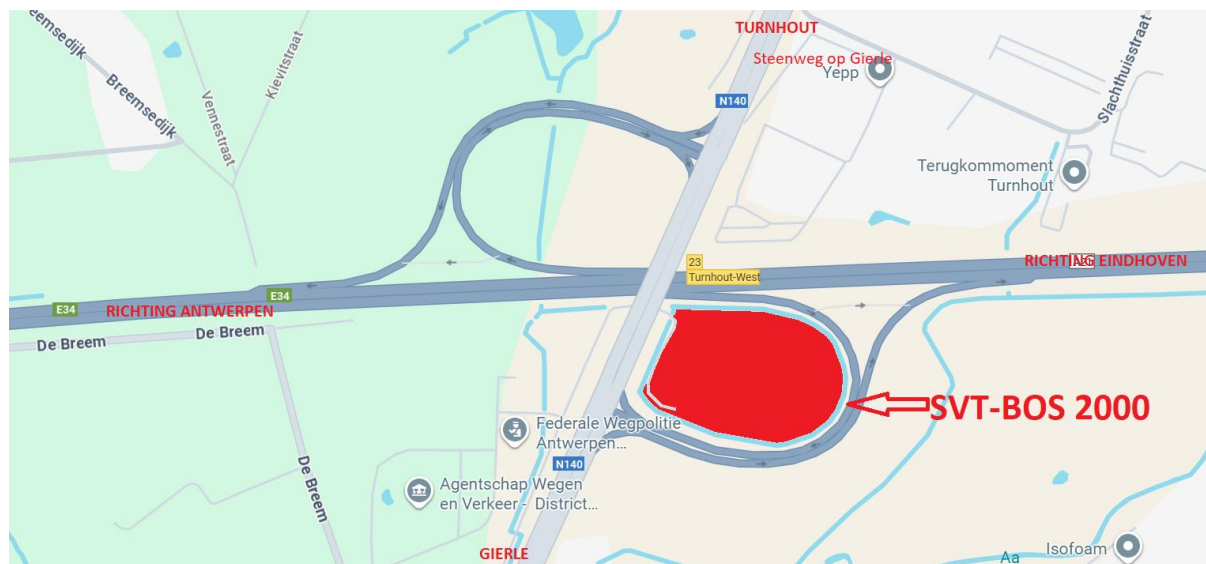 Breemsedijk
Kievitstraat
TURNHOUT
Steenweg op Gierle
Yepp
Slachthuisstraat
Breemsedijk
Vennestraat
N140
Terugkommoment
Turnhout
23
Turnhout-West
RICHTING EINDHOVEN
E34
E34
RICHTING ANTWERPEN
De Breem
De Breem
SVT-BOS 2000
Federale Wegpolitie
Antwerpen...
N140
De Breem
Agentschap Wegen
en Verkeer - District...
GIERLE
Isofoam
Aa